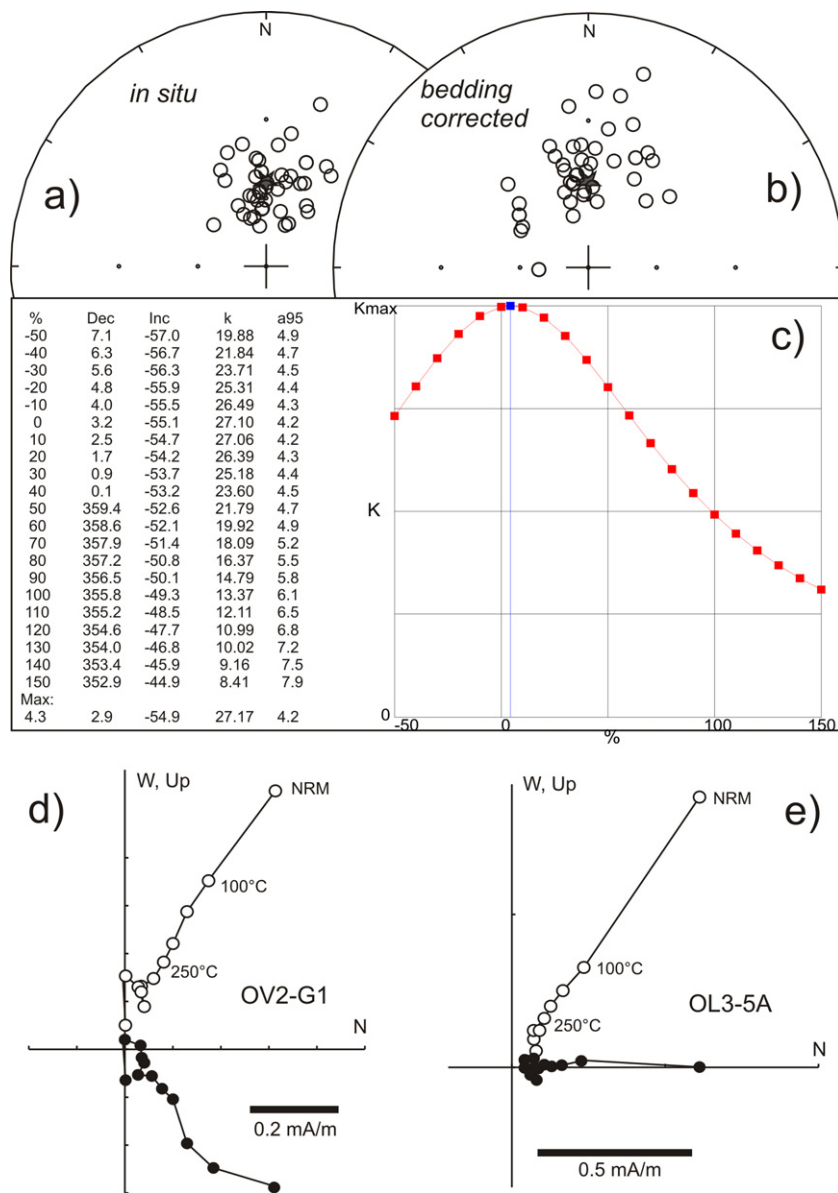 N
in situ
a)
N
bedding
corrected
b)
% Dec Inc k a95
-50 7.1 -57.0 19.88 4.9
-40 6.3 -56.7 21.84 4.7
-30 5.6 -56.3 23.71 4.5
-20 4.8 -55.9 25.31 4.4
-10 4.0 -55.5 26.49 4.3
0 3.2 -55.1 27.10 4.2
10 2.5 -54.7 27.06 4.2
20 1.7 -54.2 26.39 4.3
30 0.9 -53.7 25.18 4.4
40 0.1 -53.2 23.60 4.5
50 359.4 -52.6 21.79 4.7
60 358.6 -52.1 19.92 4.9
70 357.9 -51.4 18.09 5.2
80 357.2 -50.8 16.37 5.5
90 356.5 -50.1 14.79 5.8
100 355.8 -49.3 13.37 6.1
110 355.2 -48.5 12.11 6.5
120 354.6 -47.7 10.99 6.8
130 354.0 -46.8 10.02 7.2
140 353.4 -45.9 9.16 7.5
150 352.9 -44.9 8.41 7.9
Max:
4.3 2.9 -54.9 27.17 4.2
Kmax
c)
K
0
-50 0 100 150
%
d)
W, Up
NRM
100°C
250°C
OV2-G1
N
0.2 mA/m
W, Up
e)
NRM
100°C
250°C
OL3-5A
N
0.5 mA/m